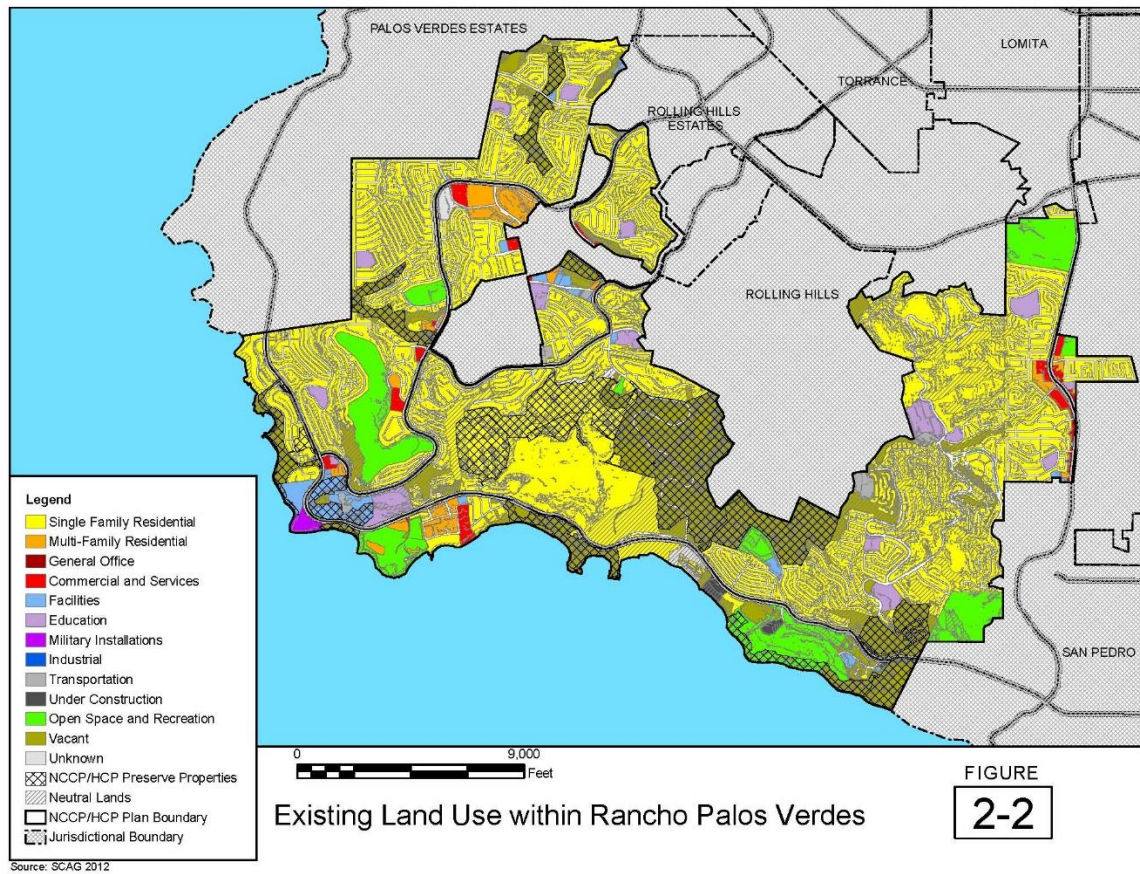 PALOS VERDES ESTATES
LOMITA
TORRANCE
ROLLING HILLS
ESTATES
ROLLING HILLS
SAN PEDRO
Legend
Single Family Residential
Multi-Family Residential
General Office
Commercial and Services
Facilities
Education
Military Installations
Industrial
Transportation
Under Construction
Open Space and Recreation
Vacant
Unknown
NCCP/HCP Preserve Properties
Neutral Lands
NCCP/HCP Plan Boundary
Jurisdictional Boundary
0 9,000
Feet
Existing Land Use within Rancho Palos Verdes
FIGURE
2-2
Source: SCAG 2012